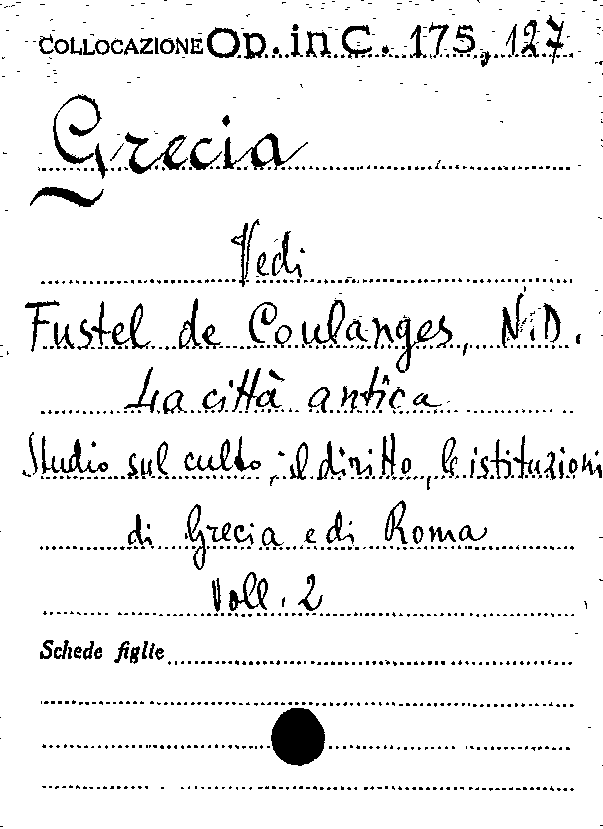 COLLOCAZIONE Op. in C. 175, 127
Grecia
Vedi
Fustel de Coulanges, N.D.
La città antica
Studio sul culto, il diritto, le istituzioni
di Grecia e di Roma
Voll. 2
Schede figlie